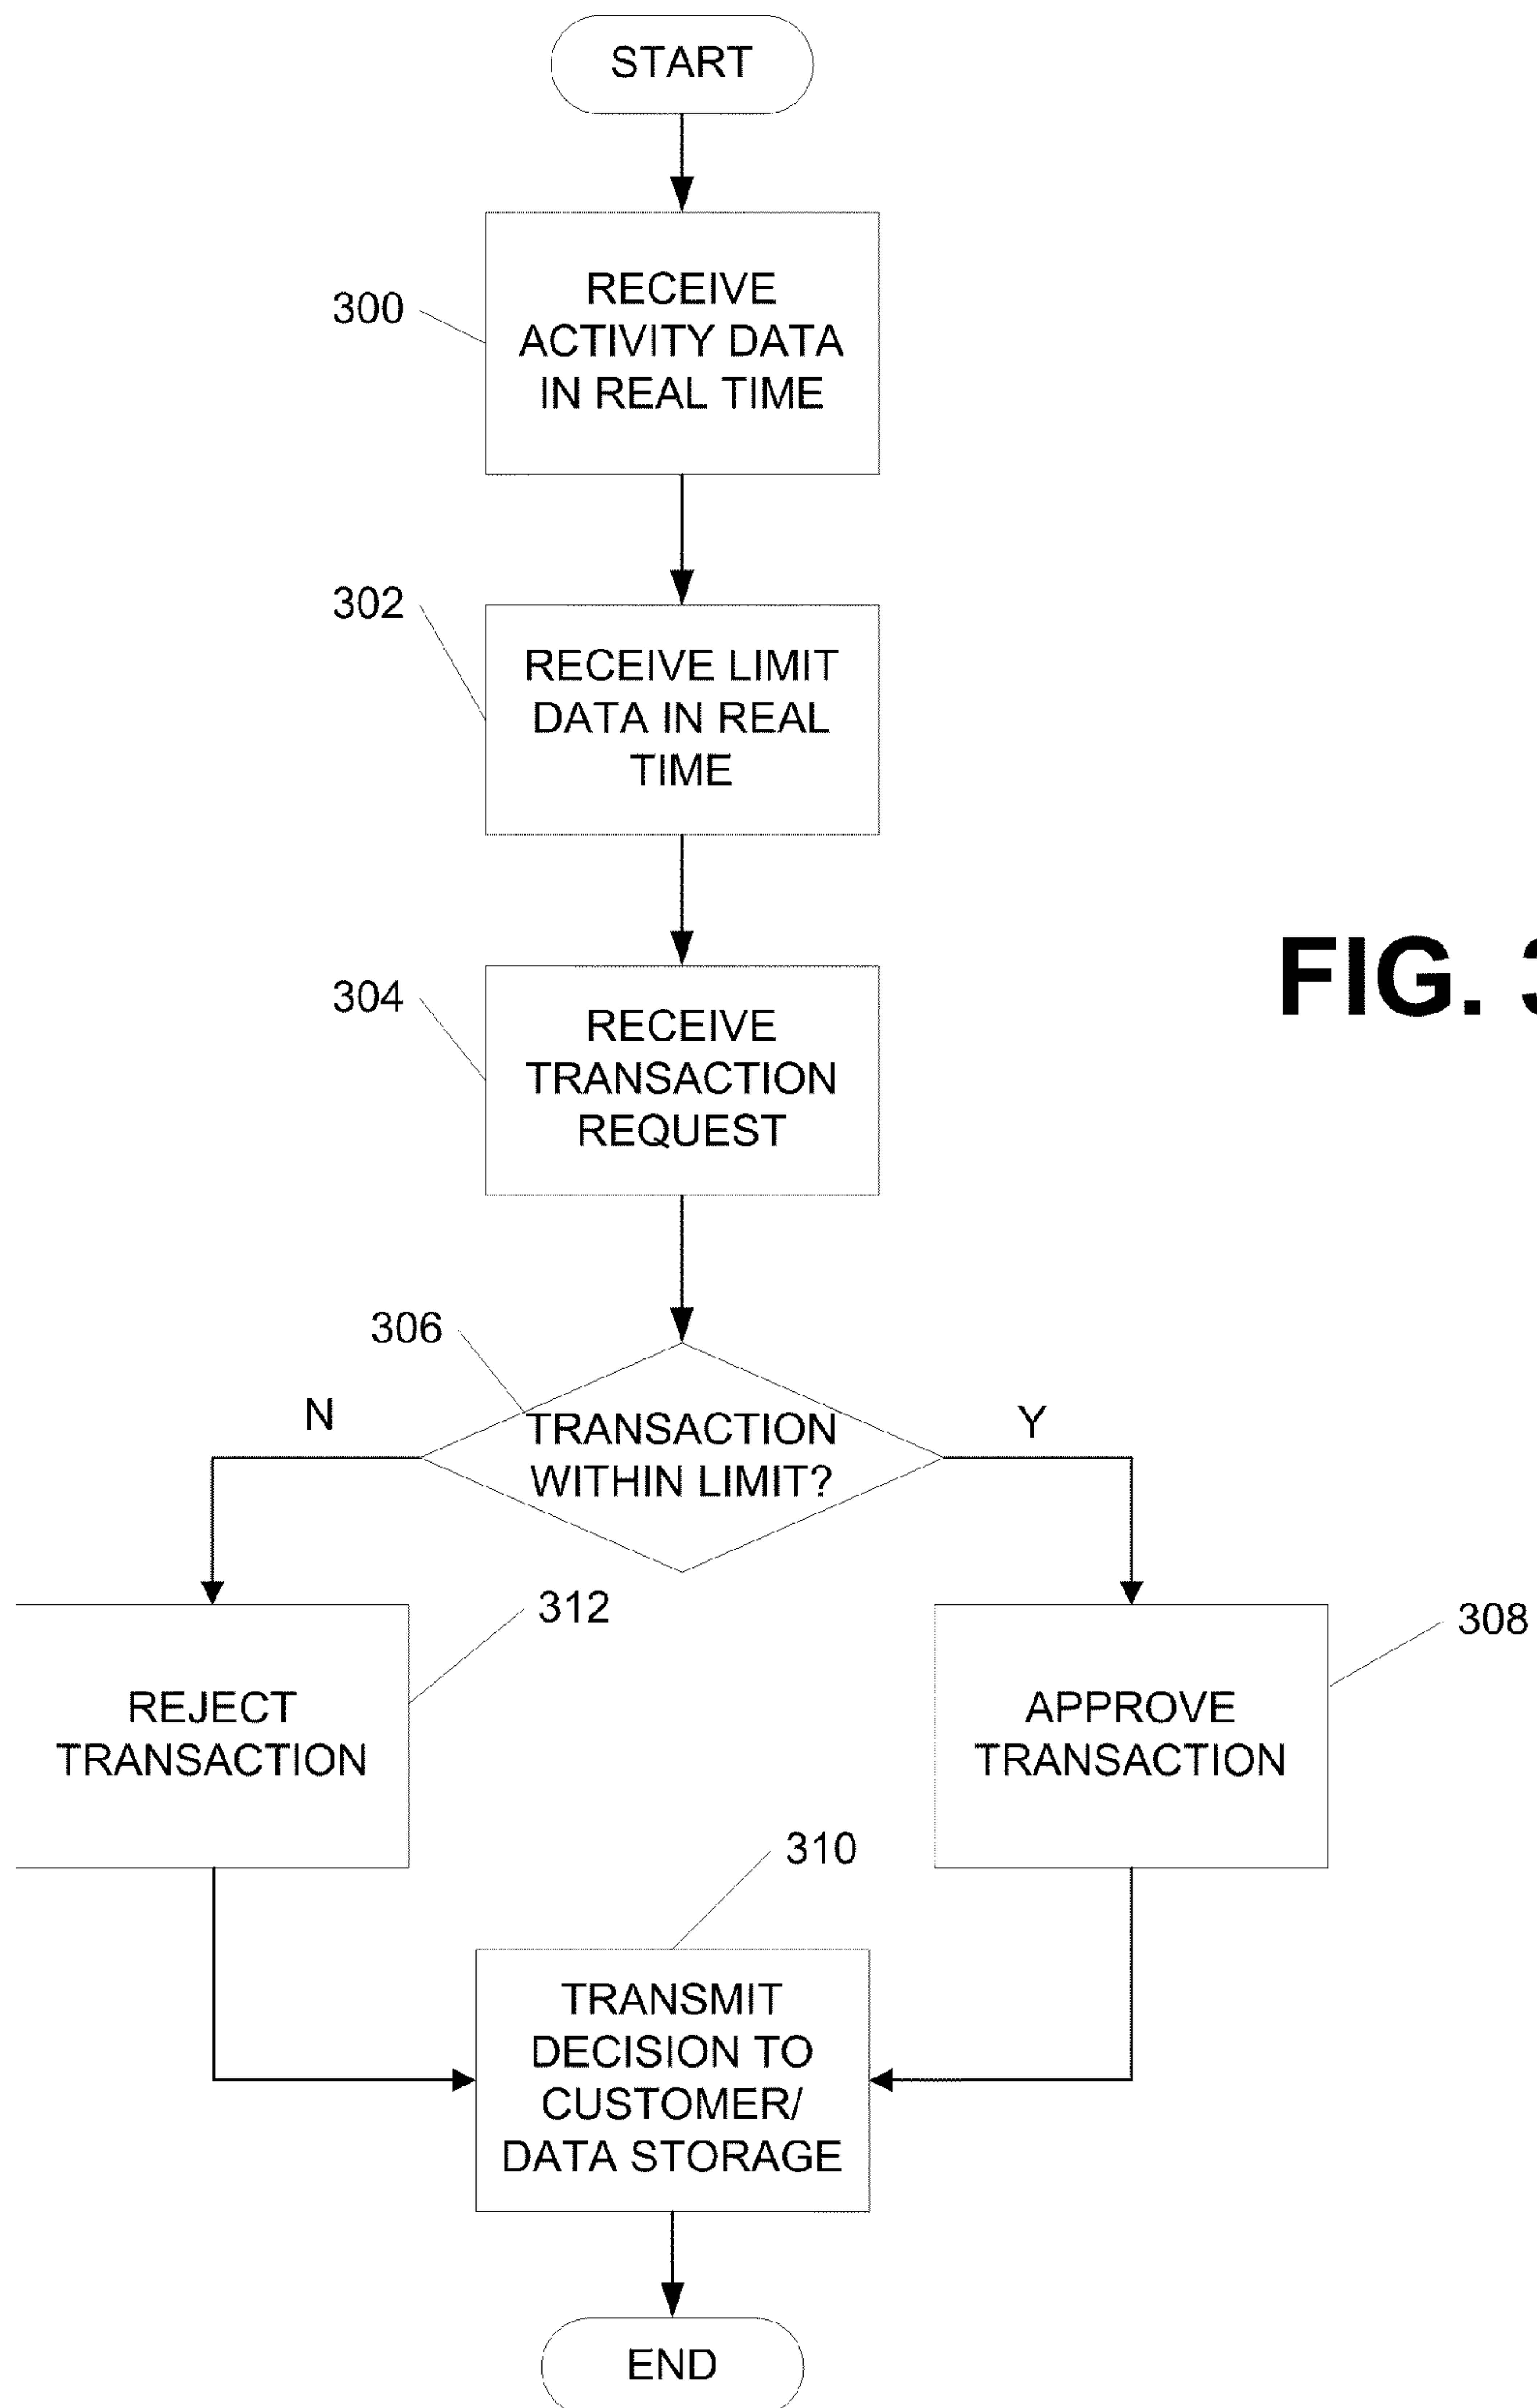 START
300
RECEIVE
ACTIVITY DATA
IN REAL TIME
302
RECEIVE LIMIT
DATA IN REAL
TIME
FIG. 3
304
RECEIVE
TRANSACTION
REQUEST
306
N
Y
TRANSACTION
WITHIN LIMIT?
312
308
REJECT
TRANSACTION
APPROVE
TRANSACTION
310
TRANSMIT
DECISION TO
CUSTOMER/
DATA STORAGE
END